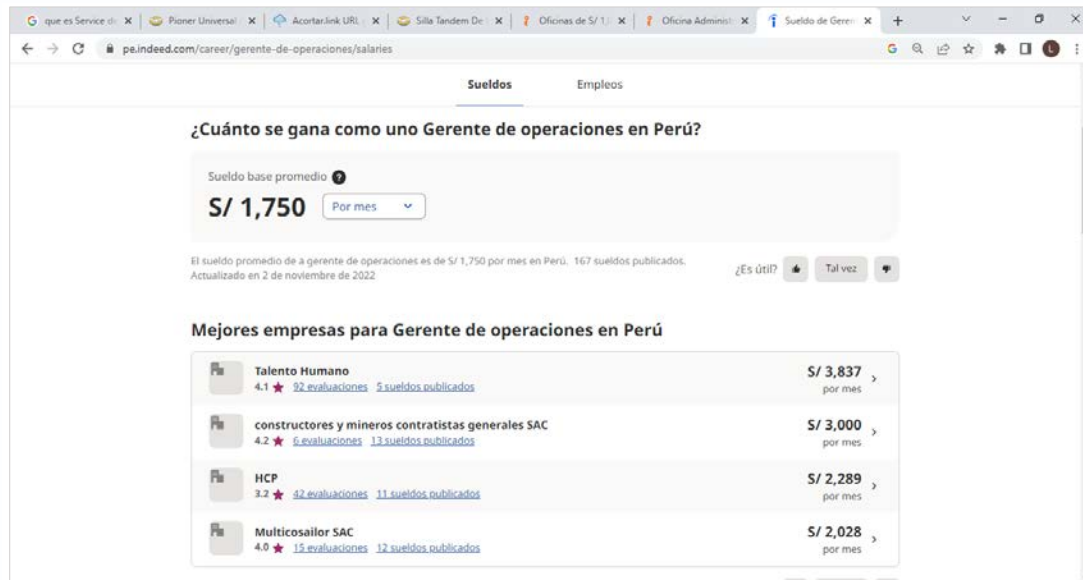 que es Service de
Pioner Universal
Acortar.link URL
Silla Tandem De
Oficinas de S/ 1,
Oficina Administ
Sueldo de Geren
pe.indeed.com/career/gerente-de-operaciones/salaries
L
Sueldos Empleos
¿Cuánto se gana como uno Gerente de operaciones en Perú?
Sueldo base promedio ?
S/ 1,750 Por mes
El sueldo promedio de a gerente de operaciones es de S/ 1,750 por mes en Perú. 167 sueldos publicados.
Actualizado en 2 de noviembre de 2022
¿Es útil? Tal vez
Mejores empresas para Gerente de operaciones en Perú
Talento Humano S/ 3,837
4.1 ★ 92 evaluaciones 5 sueldos publicados por mes
constructores y mineros contratistas generales SAC S/ 3,000
4.2 ★ 6 evaluaciones 13 sueldos publicados por mes
HCP S/ 2,289
3.2 ★ 42 evaluaciones 11 sueldos publicados por mes
Multicosailor SAC S/ 2,028
4.0 ★ 15 evaluaciones 12 sueldos publicados por mes